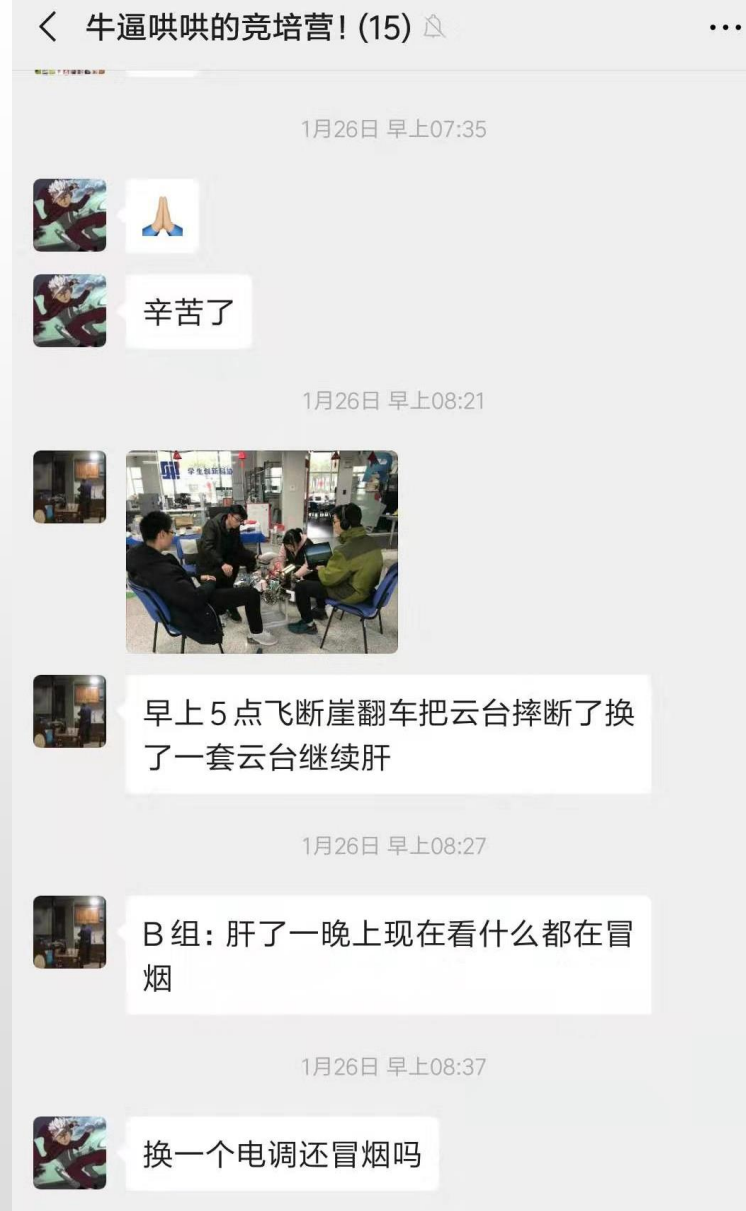 牛逼哄哄的竞培营!(15)
1月26日 早上07:35
辛苦了
1月26日 早上08:21
早上5点飞断崖翻车把云台摔断了换
了一套云台继续肝
1月26日 早上08:27
B组: 肝了一晚上现在看什么都在冒
烟
1月26日 早上08:37
换一个电调还冒烟吗